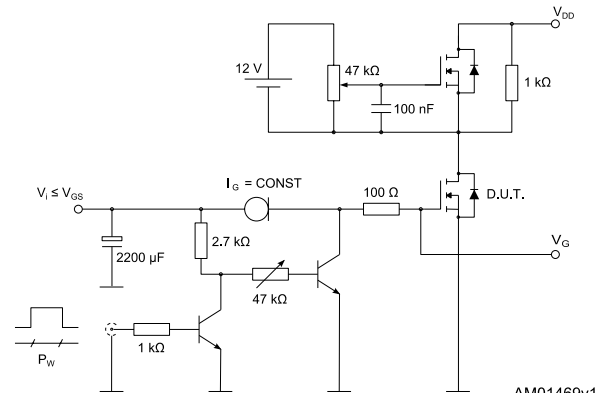 V_DD
12 V
47 kΩ
1 kΩ
100 nF
V_i ≤ V_GS
I_G = CONST
100 Ω
D.U.T.
2.7 kΩ
V_G
2200 μF
47 kΩ
1 kΩ
P_W
AM01469v1